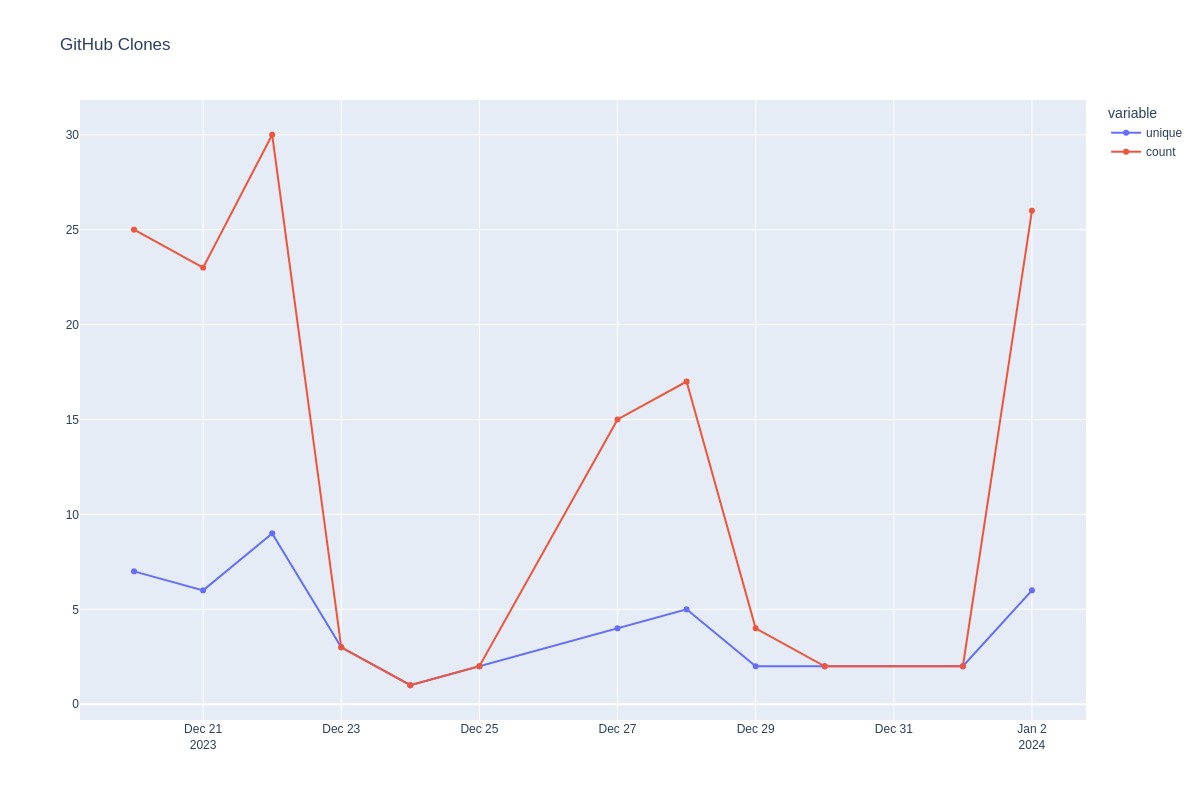 GitHub Clones
variable
unique
count
30
25
20
15
10
5
0
Dec 21
2023
Dec 23
Dec 25
Dec 27
Dec 29
Dec 31
Jan 2
2024